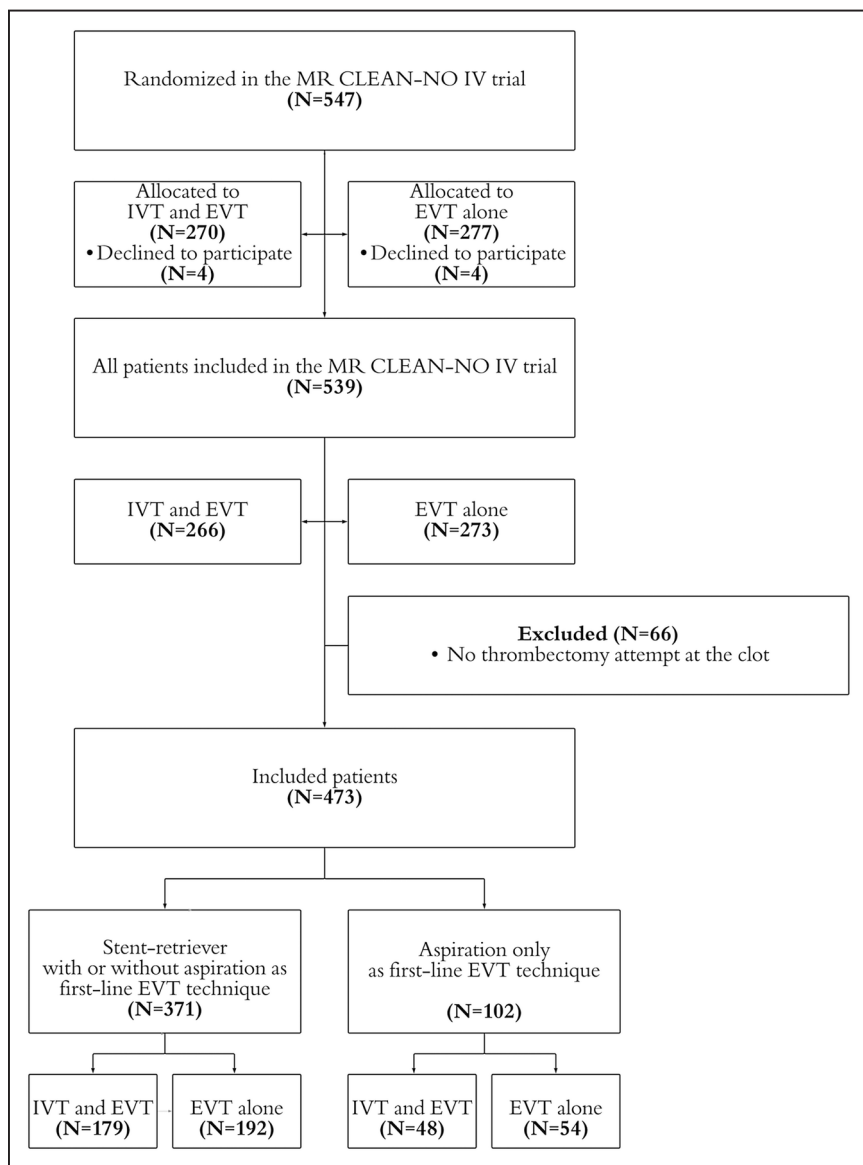 Randomized in the MR CLEAN-NO IV trial
(N=547)
Allocated to
IVT and EVT
(N=270)
• Declined to participate
(N=4)
Allocated to
EVT alone
(N=277)
• Declined to participate
(N=4)
All patients included in the MR CLEAN-NO IV trial
(N=539)
IVT and EVT
(N=266)
EVT alone
(N=273)
Excluded (N=66)
• No thrombectomy attempt at the clot
Included patients
(N=473)
Stent-retriever
with or without aspiration as
first-line EVT technique
(N=371)
Aspiration only
as first-line EVT technique
(N=102)
IVT and EVT
(N=179)
EVT alone
(N=192)
IVT and EVT
(N=48)
EVT alone
(N=54)